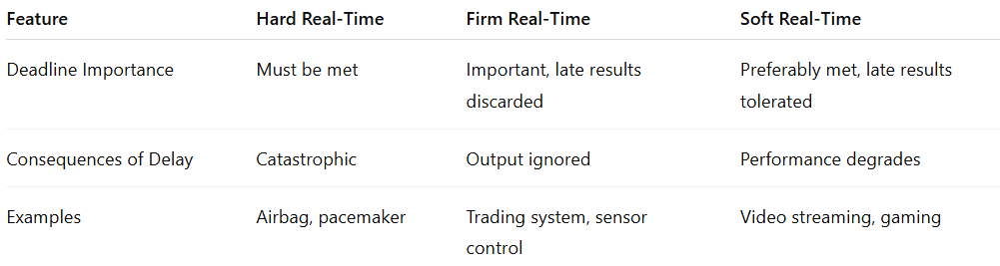 Feature Hard Real-Time Firm Real-Time Soft Real-Time
Deadline Importance Must be met Important, late results discarded Preferably met, late results tolerated
Consequences of Delay Catastrophic Output ignored Performance degrades
Examples Airbag, pacemaker Trading system, sensor control Video streaming, gaming